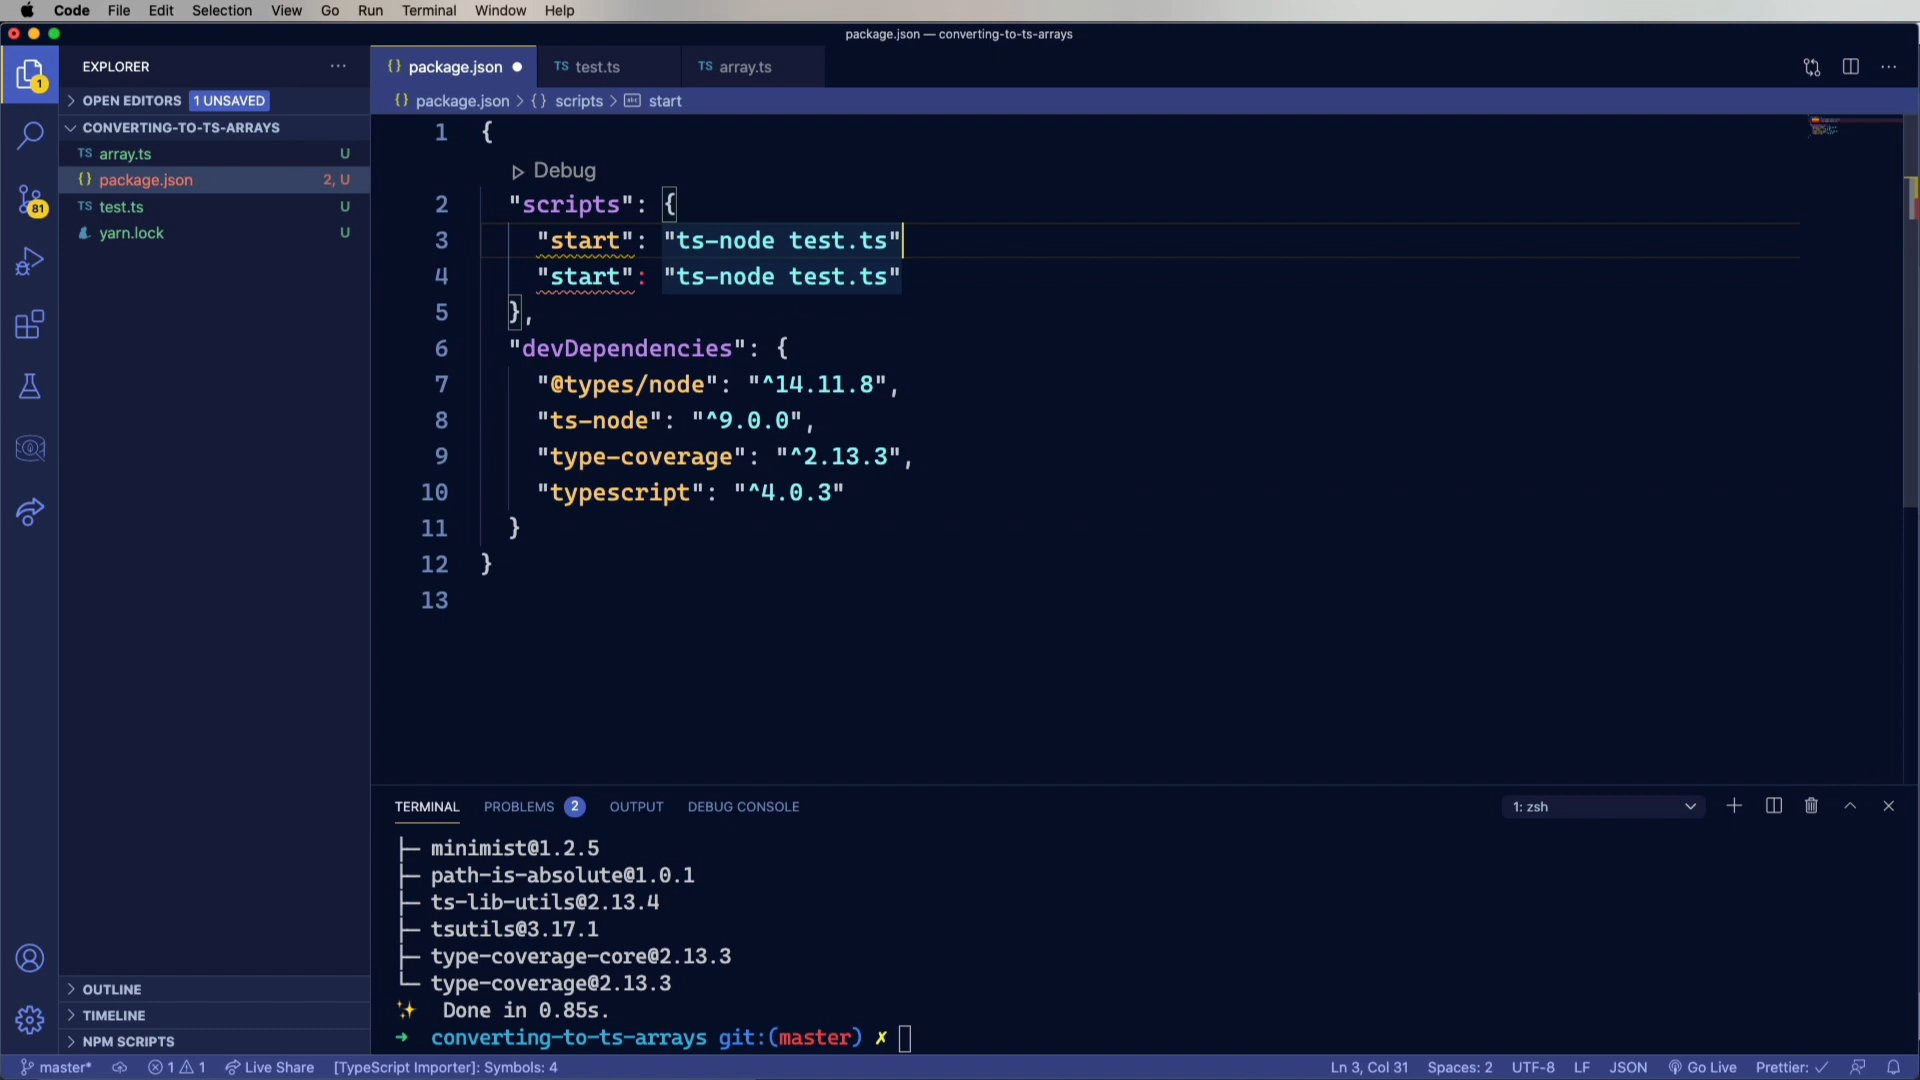 Code File Edit Selection View Go Run Terminal Window Help
package.json — converting-to-ts-arrays
EXPLORER
OPEN EDITORS 1 UNSAVED
CONVERTING-TO-TS-ARRAYS
TS array.ts U
{} package.json 2, U
TS test.ts U
yarn.lock U
1
81
OUTLINE
TIMELINE
NPM SCRIPTS
{} package.json
TS test.ts
TS array.ts
{} package.json > {} scripts > abc start
1 {
Debug
2 "scripts": {
3 "start": "ts-node test.ts"
4 "start": "ts-node test.ts"
5 },
6 "devDependencies": {
7 "@types/node": "^14.11.8",
8 "ts-node": "^9.0.0",
9 "type-coverage": "^2.13.3",
10 "typescript": "^4.0.3"
11 }
12 }
13
TERMINAL PROBLEMS 2 OUTPUT DEBUG CONSOLE 1: zsh
├─ minimist@1.2.5
├─ path-is-absolute@1.0.1
├─ ts-lib-utils@2.13.4
├─ tsutils@3.17.1
├─ type-coverage-core@2.13.3
└─ type-coverage@2.13.3
✨ Done in 0.85s.
➜ converting-to-ts-arrays git:(master) ✗
master* 1 1 Live Share [TypeScript Importer]: Symbols: 4 Ln 3, Col 31 Spaces: 2 UTF-8 LF JSON Go Live Prettier: ✓